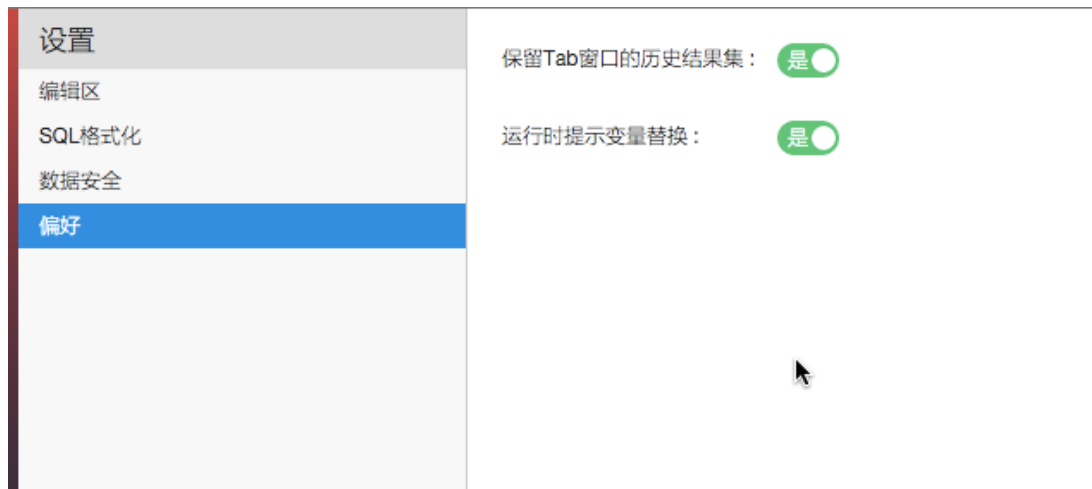 设置
编辑区
SQL格式化
数据安全
偏好
保留Tab窗口的历史结果集： 是
运行时提示变量替换： 是